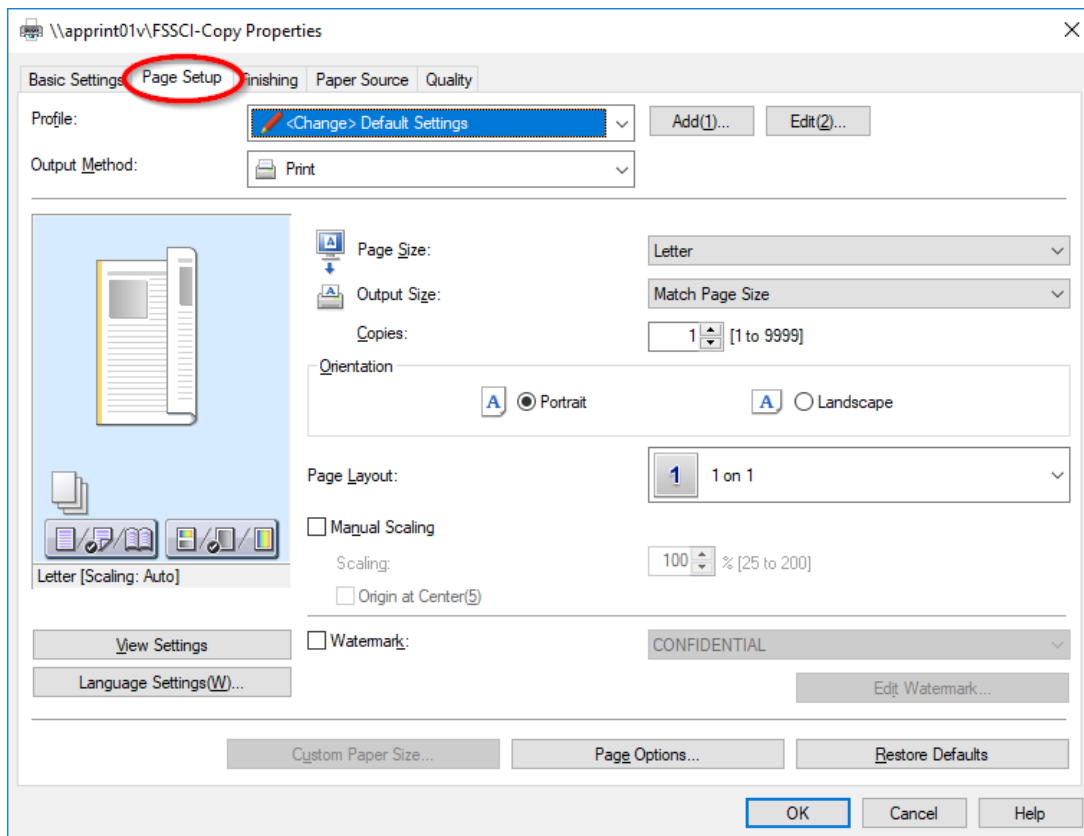 \\apprint01v\FSSCI-Copy Properties
Basic Settings Page Setup Finishing Paper Source Quality
Profile: <Change> Default Settings Add(1)... Edit(2)...
Output Method: Print
Page Size: Letter
Output Size: Match Page Size
Copies: 1 [1 to 9999]
Orientation
A Portrait A Landscape
Page Layout: 1 1 on 1
Manual Scaling
Scaling: 100 % [25 to 200]
Origin at Center(5)
Letter [Scaling: Auto]
View Settings
Language Settings(W)...
Watermark: CONFIDENTIAL
Edit Watermark...
Custom Paper Size... Page Options... Restore Defaults
OK Cancel Help